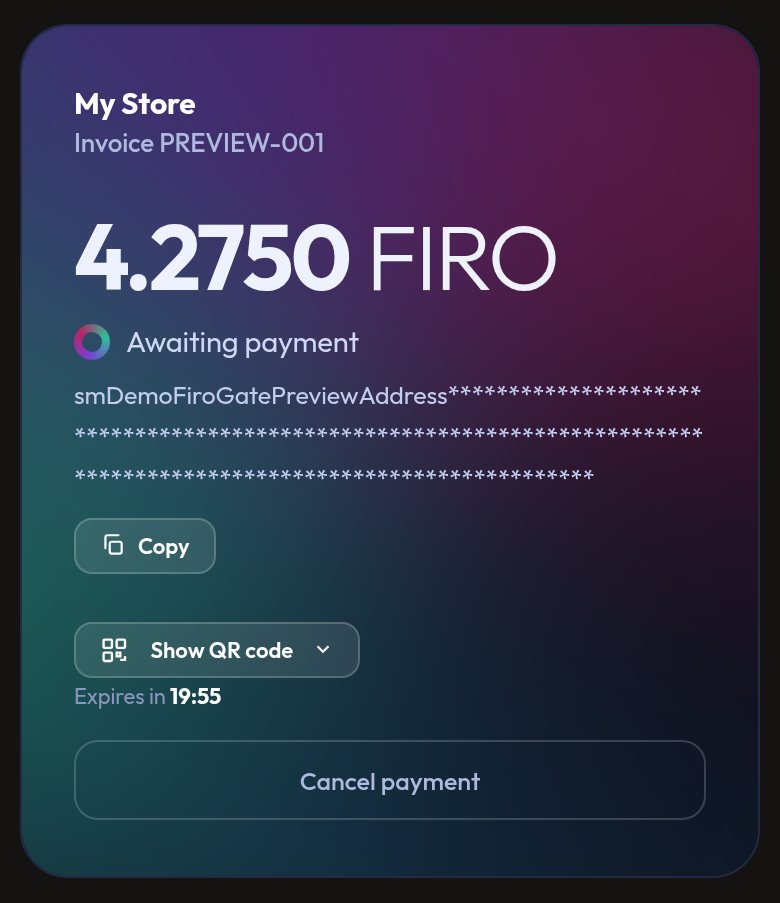 My Store
Invoice PREVIEW-001
4.2750 FIRO
Awaiting payment
smDemoFiroGatePreviewAddress*********************
****************************************************
*******************************************
Copy
Show QR code
Expires in 19:55
Cancel payment